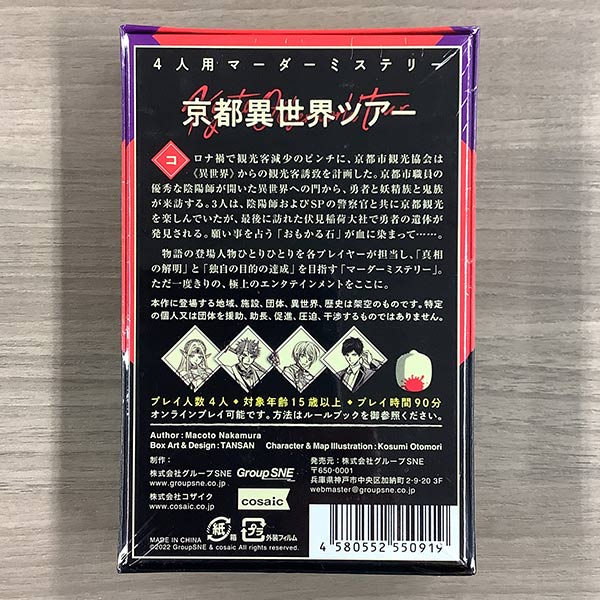 4人用マーダーミステリー
京都異世界ツアー
コロナ禍で観光客減少のピンチに、京都市観光協会は
〈異世界〉からの観光客誘致を計画した。京都市職員の
優秀な陰陽師が開いた異世界への門から、勇者と妖精族と鬼族
が来訪する。3人は、陰陽師およびSPの警察官と共に京都観光
を楽しんでいたが、最後に訪れた伏見稲荷大社で勇者の遺体が
発見される。願い事を占う「おもかる石」が血に染まって……。
物語の登場人物ひとりひとりを各プレイヤーが担当し、「真相
の解明」と「独自の目的の達成」を目指す「マーダーミステリー」。
ただ一度きりの、極上のエンタテインメントをここに。
本作に登場する地域、施設、団体、異世界、歴史は架空のものです。特定
の個人又は団体を援助、助長、促進、圧迫、干渉するものではありません。
プレイ人数4人◆対象年齢15歳以上◆プレイ時間90分
オンラインプレイ可能です。方法はルールブックを御参照ください。
Author : Macoto Nakamura
Box Art & Design : TANSAN Character & Map Illustration : Kosumi Otomori
制作：
株式会社グループSNE
www.groupsne.co.jp
Group SNE
株式会社コザイク
www.cosaic.co.jp
cosaic
発売元：株式会社グループSNE
〒650-0001
兵庫県神戸市中央区加納町2-9-20 3F
webmaster@groupsne.co.jp
MADE IN CHINA
©2022 GroupSNE & cosaic All rights reserved.
紙 箱
プラ 外装フィルム
4 580552 550919